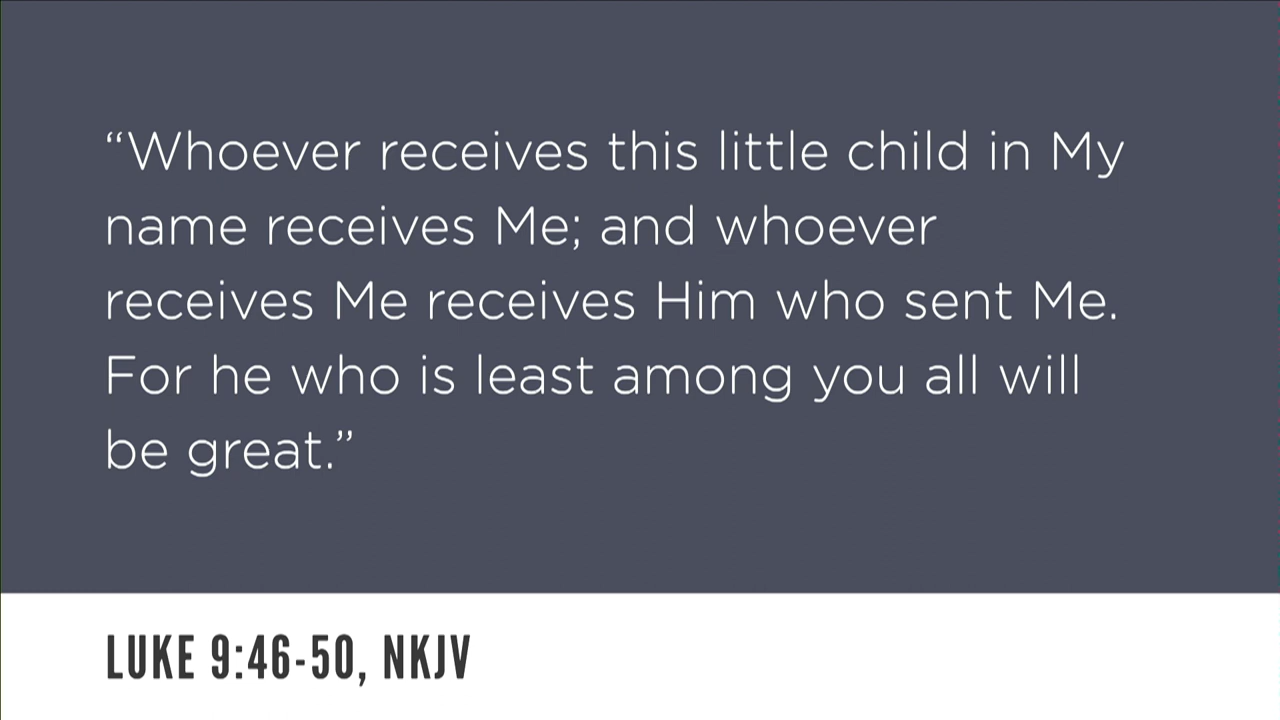 “Whoever receives this little child in My
name receives Me; and whoever
receives Me receives Him who sent Me.
For he who is least among you all will
be great.”
LUKE 9:46-50, NKJV